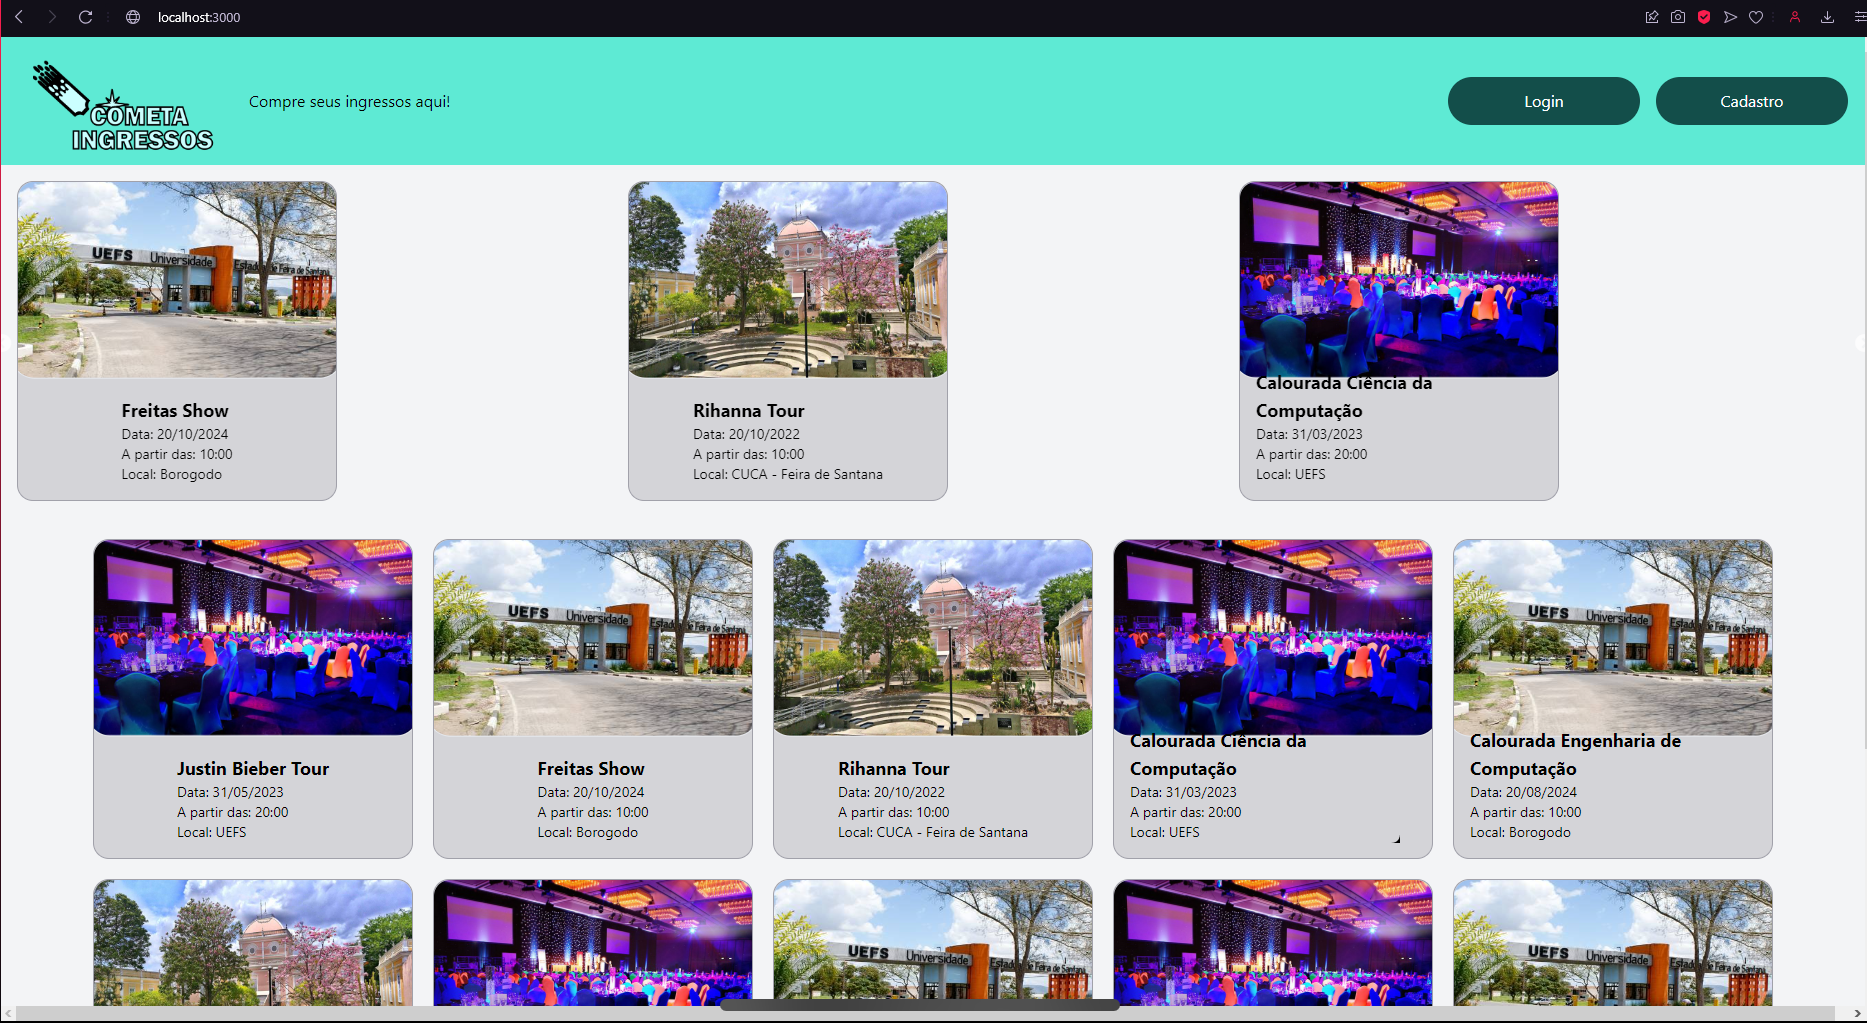 localhost:3000
COMETA
INGRESSOS
Compre seus ingressos aqui!
Login
Cadastro
UEFS Universidade Estadual de Feira de Santana
Freitas Show
Data: 20/10/2024
A partir das: 10:00
Local: Borogodo
Rihanna Tour
Data: 20/10/2022
A partir das: 10:00
Local: CUCA - Feira de Santana
Calourada Ciência da
Computação
Data: 31/03/2023
A partir das: 20:00
Local: UEFS
Justin Bieber Tour
Data: 31/05/2023
A partir das: 20:00
Local: UEFS
UEFS Universidade Estadual de Feira de Santana
Freitas Show
Data: 20/10/2024
A partir das: 10:00
Local: Borogodo
Rihanna Tour
Data: 20/10/2022
A partir das: 10:00
Local: CUCA - Feira de Santana
Calourada Ciência da
Computação
Data: 31/03/2023
A partir das: 20:00
Local: UEFS
UEFS Universidade Estadual de Feira de Santana
Calourada Engenharia de
Computação
Data: 20/08/2024
A partir das: 10:00
Local: Borogodo
UEFS Universidade Estadual de Feira de Santana
UEFS Universidade Estadual de Feira de Santana